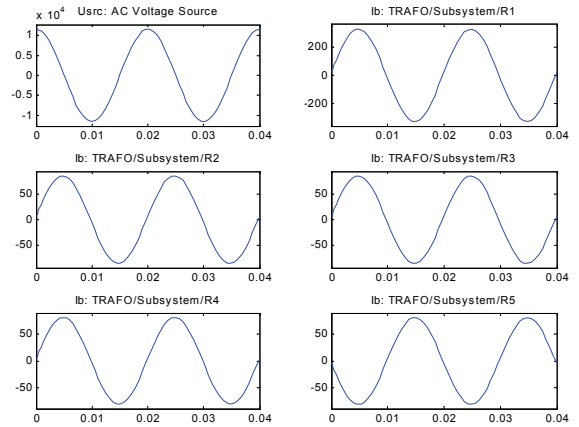 x 10⁴
Usrc: AC Voltage Source
1
0.5
0
-0.5
-1
0 0.01 0.02 0.03 0.04
Ib: TRAFO/Subsystem/R1
200
0
-200
0 0.01 0.02 0.03 0.04
Ib: TRAFO/Subsystem/R2
50
0
-50
0 0.01 0.02 0.03 0.04
Ib: TRAFO/Subsystem/R3
50
0
-50
0 0.01 0.02 0.03 0.04
Ib: TRAFO/Subsystem/R4
50
0
-50
0 0.01 0.02 0.03 0.04
Ib: TRAFO/Subsystem/R5
50
0
-50
0 0.01 0.02 0.03 0.04